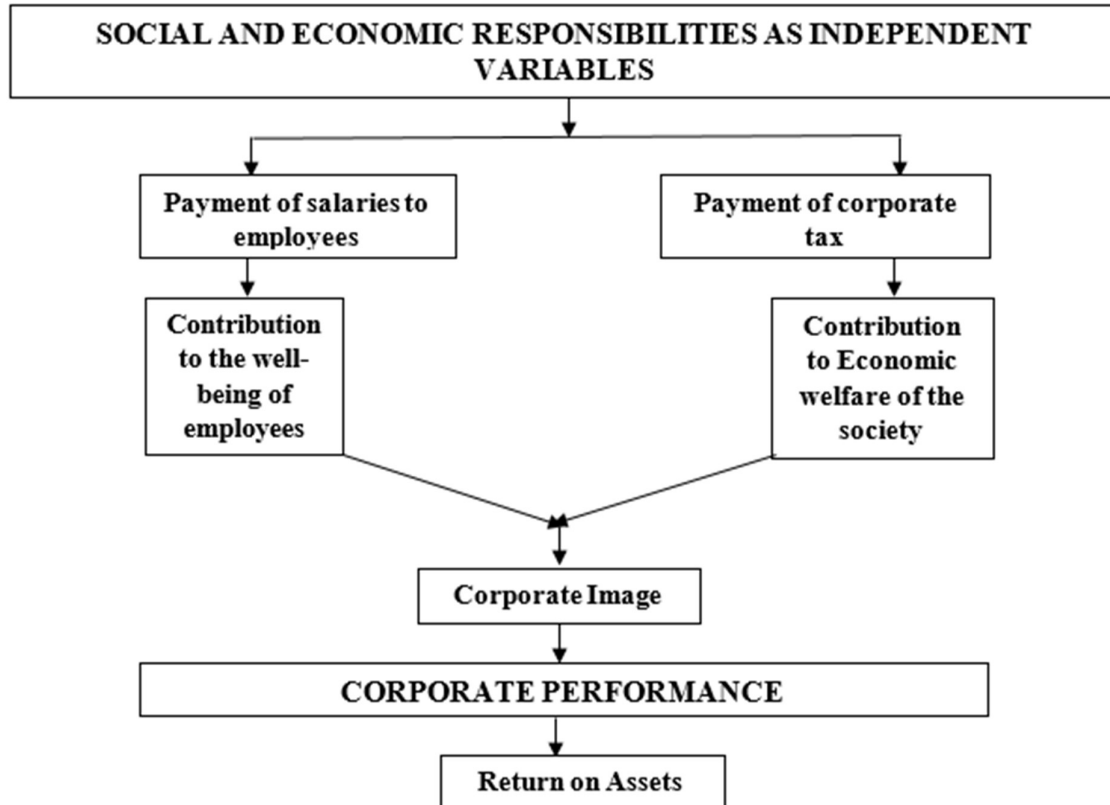 SOCIAL AND ECONOMIC RESPONSIBILITIES AS INDEPENDENT
VARIABLES
Payment of salaries to
employees
Payment of corporate
tax
Contribution
to the well-
being of
employees
Contribution
to Economic
welfare of the
society
Corporate Image
CORPORATE PERFORMANCE
Return on Assets